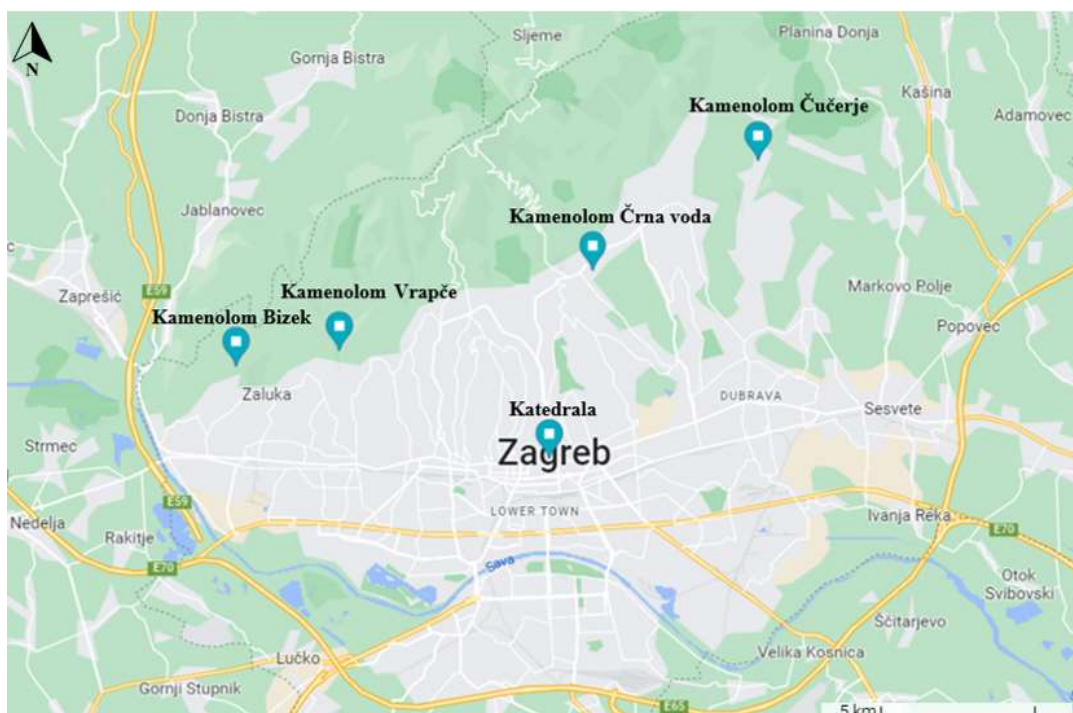 N
Sljeme
Planina Donja
Gornja Bistra
Kašina
Kamenolom Čučerje
Donja Bistra
Adamovec
Jablanovec
Kamenolom Črna voda
Zaprešić
E59
Kamenolom Vrapče
Markovo Polje
Kamenolom Bizek
Popovec
Zaluka
DUBRAVA
Katedrala
Sesvete
Zagreb
Strmec
E59
LOWER TOWN
Nedelja
Ivanja Reka
Rakitje
E70
E70
Sava
Otok
Svibovski
Ščitarjevo
Lučko
Velika Kosnica
Gornji Stupnik
E65
5 km